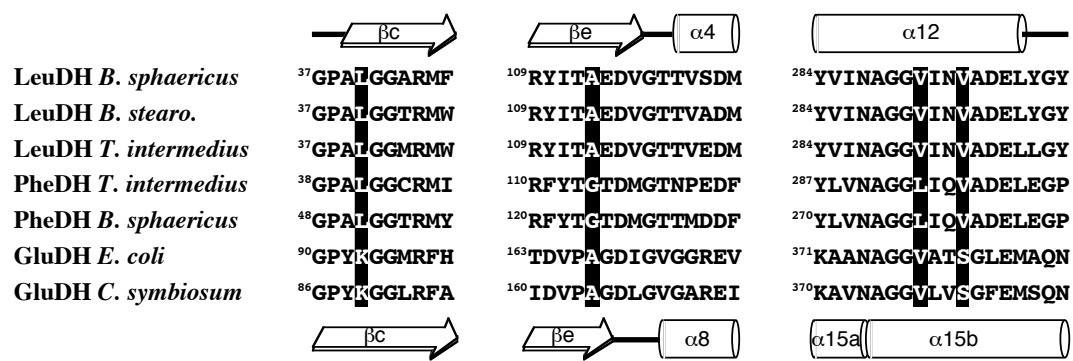 βc βe α4 α12
LeuDH B. sphaericus 37GPALGGARMF 109RYITAEDVGTTVSDM 284YVINAGGVINVADELYGY
LeuDH B. stearo. 37GPALGGTRMW 109RYITAEDVGTTVADM 284YVINAGGVINVADELYGY
LeuDH T. intermedius 37GPALGGMRMW 109RYITAEDVGTTVEDM 284YVINAGGVINVADELLGY
PheDH T. intermedius 38GPALGGCRMI 110RFYTGTDMGTNPEDF 287YLVNAGGLIQVADELEGP
PheDH B. sphaericus 48GPALGGTRMY 120RFYTGTDMGTTMDDF 270YLVNAGGLIQVADELEGP
GluDH E. coli 90GPYKGGMRFH 163TDVPAGDIGVGGREV 371KAANAGGVATSGLEMAQN
GluDH C. symbiosum 86GPYKGGLRFA 160IDVPAGDLGVGAREI 370KAVNAGGVLVSGFEMSQN
βc βe α8 α15a α15b